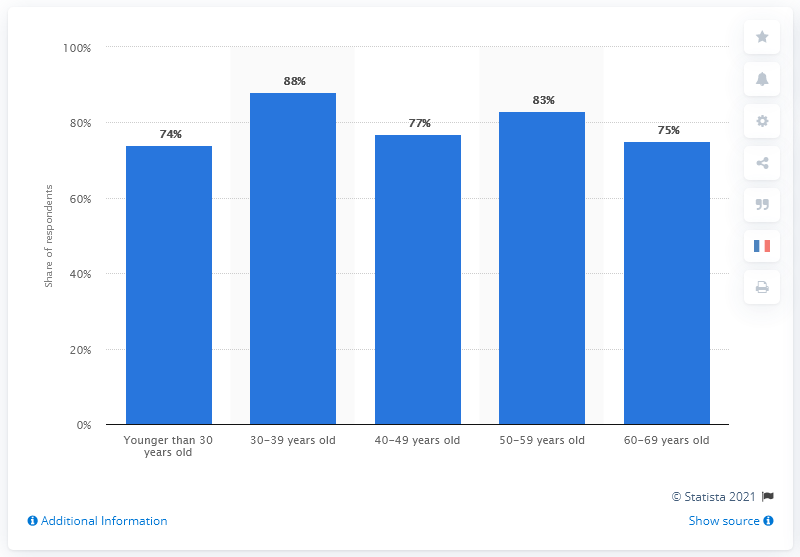 100%
80%
60%
40%
20%
0%
Share of respondents
74%
88%
77%
83%
75%
Younger than 30
years old
30–39 years old
40–49 years old
50–59 years old
60–69 years old
© Statista 2021
Additional Information
Show source